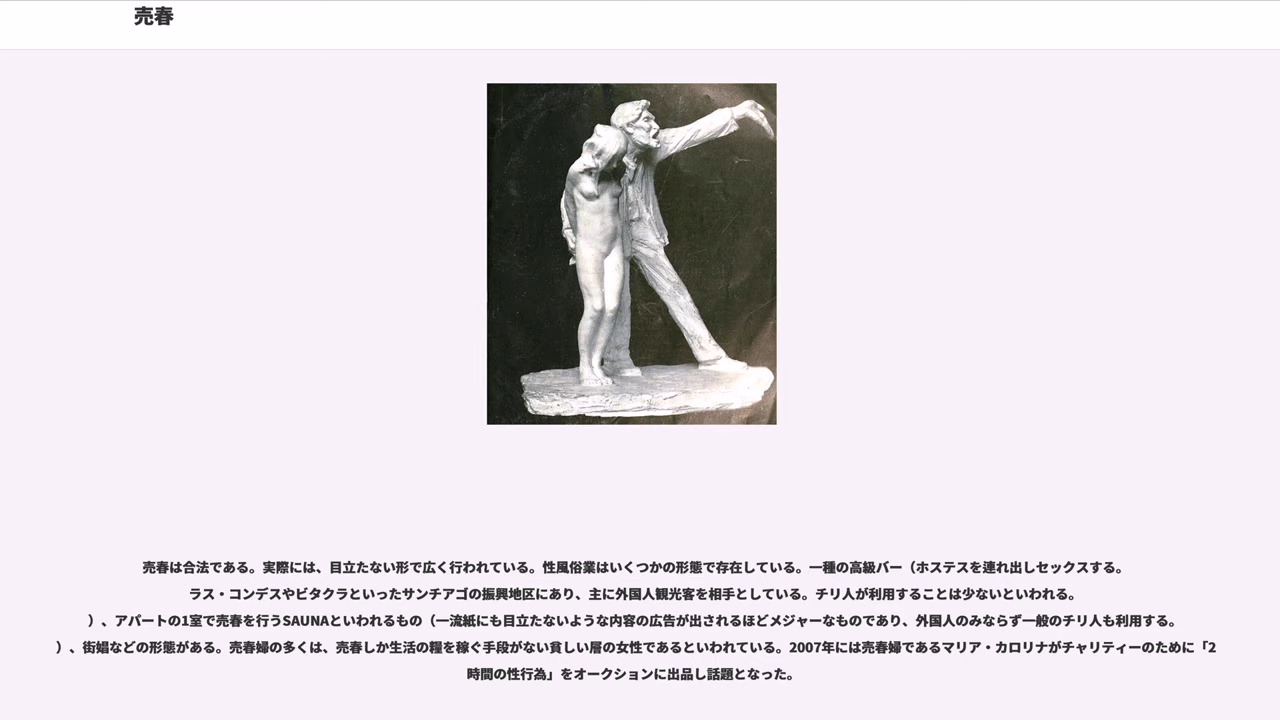 売春
売春は合法である。実際には、目立たない形で広く行われている。性風俗業はいくつかの形態で存在している。一種の高級バー（ホステスを連れ出しセックスする。
ラス・コンデスやビタクラといったサンチアゴの振興地区にあり、主に外国人観光客を相手としている。チリ人が利用することは少ないといわれる。
）、アパートの1室で売春を行うSAUNAといわれるもの（一流紙にも目立たないような内容の広告が出されるほどメジャーなものであり、外国人のみならず一般のチリ人も利用する。
）、街娼などの形態がある。売春婦の多くは、売春しか生活の糧を稼ぐ手段がない貧しい層の女性であるといわれている。2007年には売春婦であるマリア・カロリナがチャリティーのために「2
時間の性行為」をオークションに出品し話題となった。